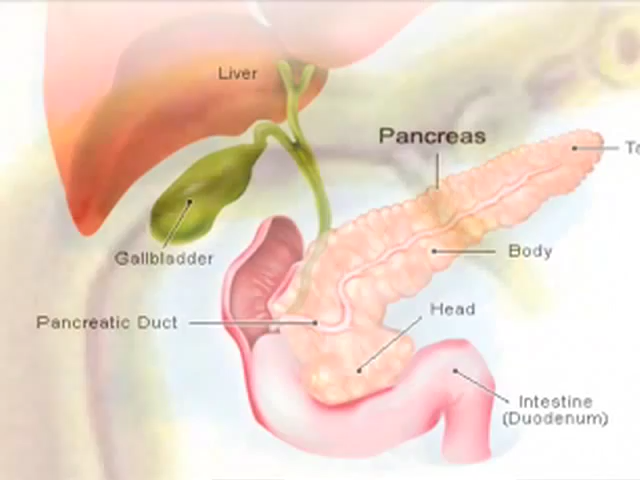 Liver
Pancreas
Gallbladder
Body
Head
Pancreatic Duct
Intestine
(Duodenum)